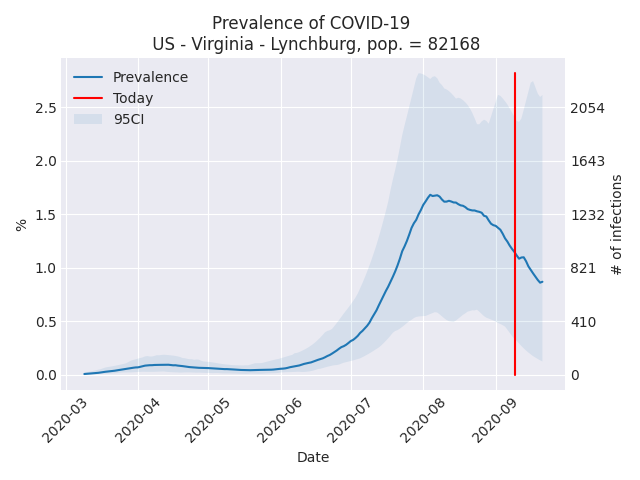 Prevalence of COVID-19
US - Virginia - Lynchburg, pop. = 82168
Prevalence
Today
95CI
%
2.5
2.0
1.5
1.0
0.5
0.0
2054
1643
1232
821
410
0
# of infections
2020-03
2020-04
2020-05
2020-06
2020-07
2020-08
2020-09
Date